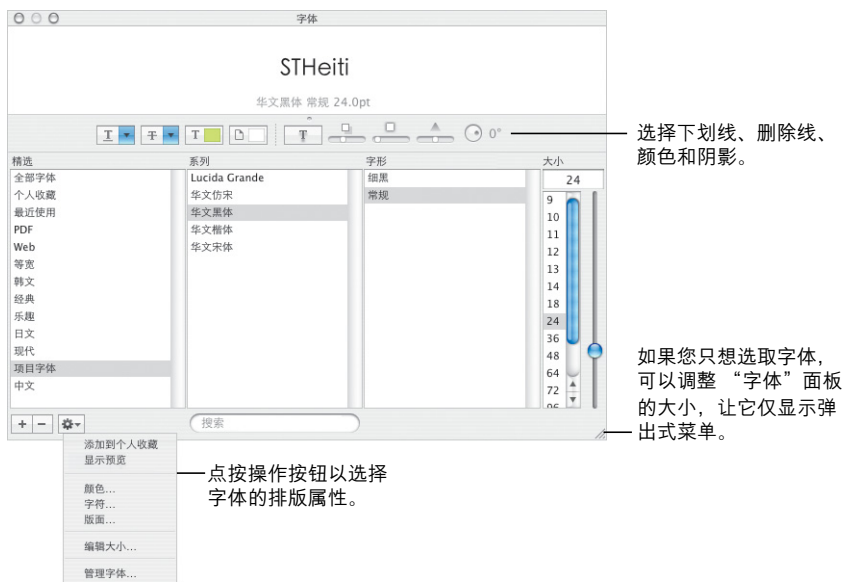 字体
STHeiti
华文黑体 常规 24.0pt
T T T T 0°
选择下划线、删除线、
颜色和阴影。
精选 系列 字形 大小
全部字体
个人收藏
最近使用
PDF
Web
等宽
韩文
经典
乐趣
日文
现代
项目字体
中文
Lucida Grande
华文仿宋
华文黑体
华文楷体
华文宋体
细黑
常规
24
9
10
11
12
13
14
18
24
36
48
64
72
96
如果您只想选取字体，
可以调整 “字体”面板
的大小，让它仅显示弹
出式菜单。
搜索
添加到个人收藏
显示预览
颜色...
字符...
版面...
编辑大小...
管理字体...
点按操作按钮以选择
字体的排版属性。